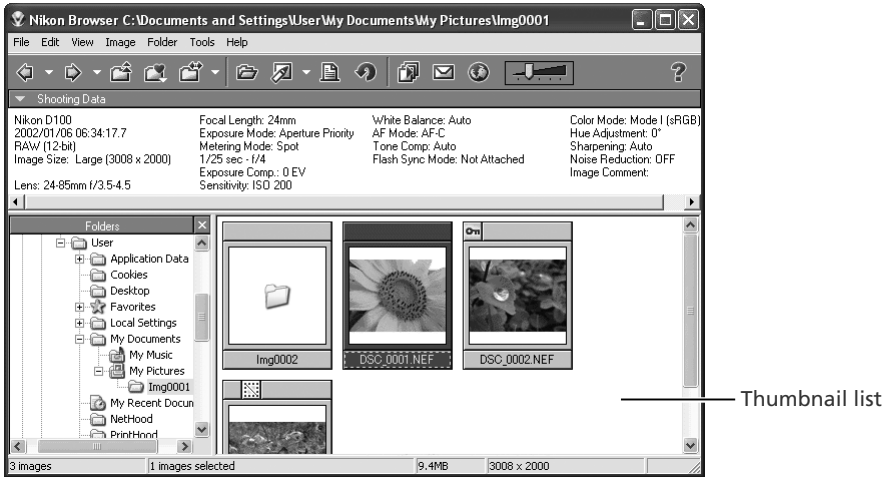 Nikon Browser C:\Documents and Settings\User\My Documents\My Pictures\Img0001
File Edit View Image Folder Tools Help
Shooting Data
Nikon D100
2002/01/06 06:34:17.7
RAW (12-bit)
Image Size: Large (3008 x 2000)
Lens: 24-85mm f/3.5-4.5
Focal Length: 24mm
Exposure Mode: Aperture Priority
Metering Mode: Spot
1/25 sec - f/4
Exposure Comp.: 0 EV
Sensitivity: ISO 200
White Balance: Auto
AF Mode: AF-C
Tone Comp: Auto
Flash Sync Mode: Not Attached
Color Mode: Mode I (sRGB)
Hue Adjustment: 0°
Sharpening: Auto
Noise Reduction: OFF
Image Comment:
Folders
User
Application Data
Cookies
Desktop
Favorites
Local Settings
My Documents
My Music
My Pictures
Img0001
My Recent Docun
NetHood
PrintHood
Img0002
DSC_0001.NEF
DSC_0002.NEF
Thumbnail list
3 images
1 images selected
9.4MB
3008 x 2000